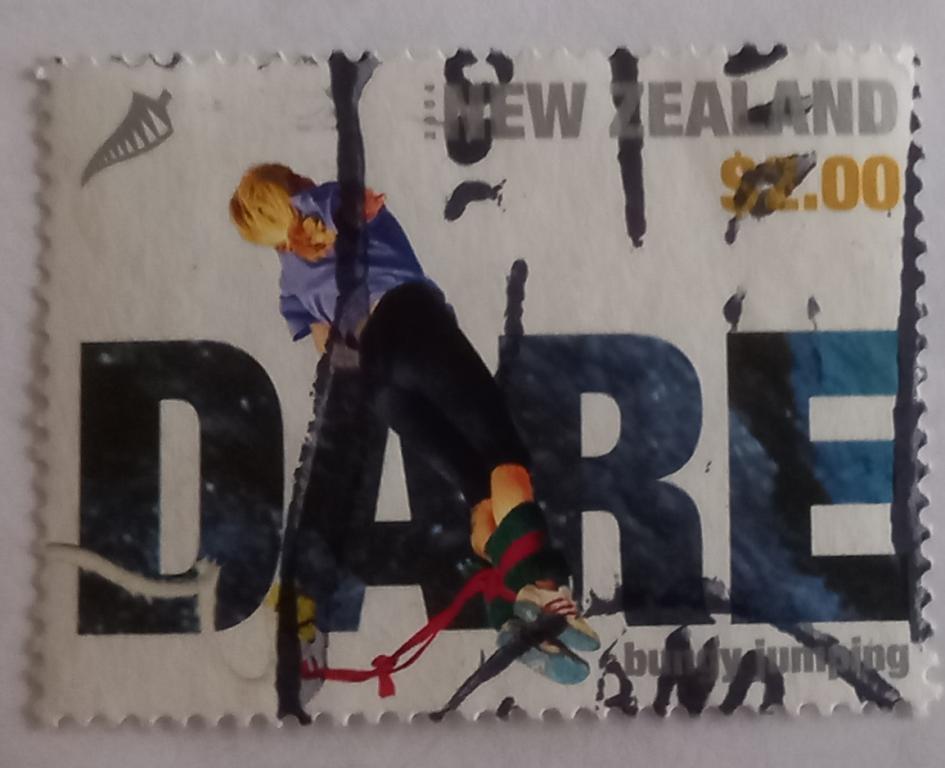 NEW ZEALAND
$2.00
DARE
bungy jumping